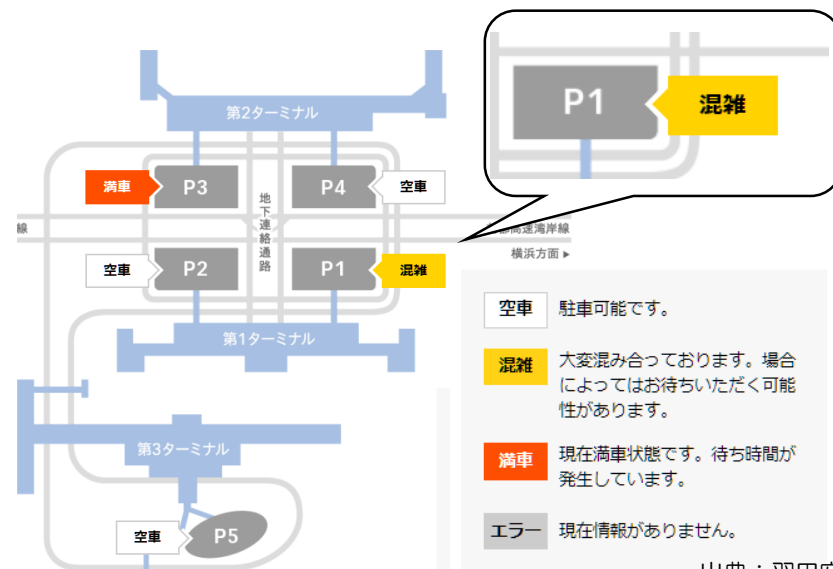 P1
混雑
第2ターミナル
満車
P3
P4
空車
地下連絡通路
線
高速湾岸線
横浜方面 ▶
空車
P2
P1
混雑
第1ターミナル
空車
駐車可能です。
混雑
大変混み合っております。場合
によってはお待ちいただく可能
性があります。
満車
現在満車状態です。待ち時間が
発生しています。
エラー
現在情報がありません。
第3ターミナル
空車
P5